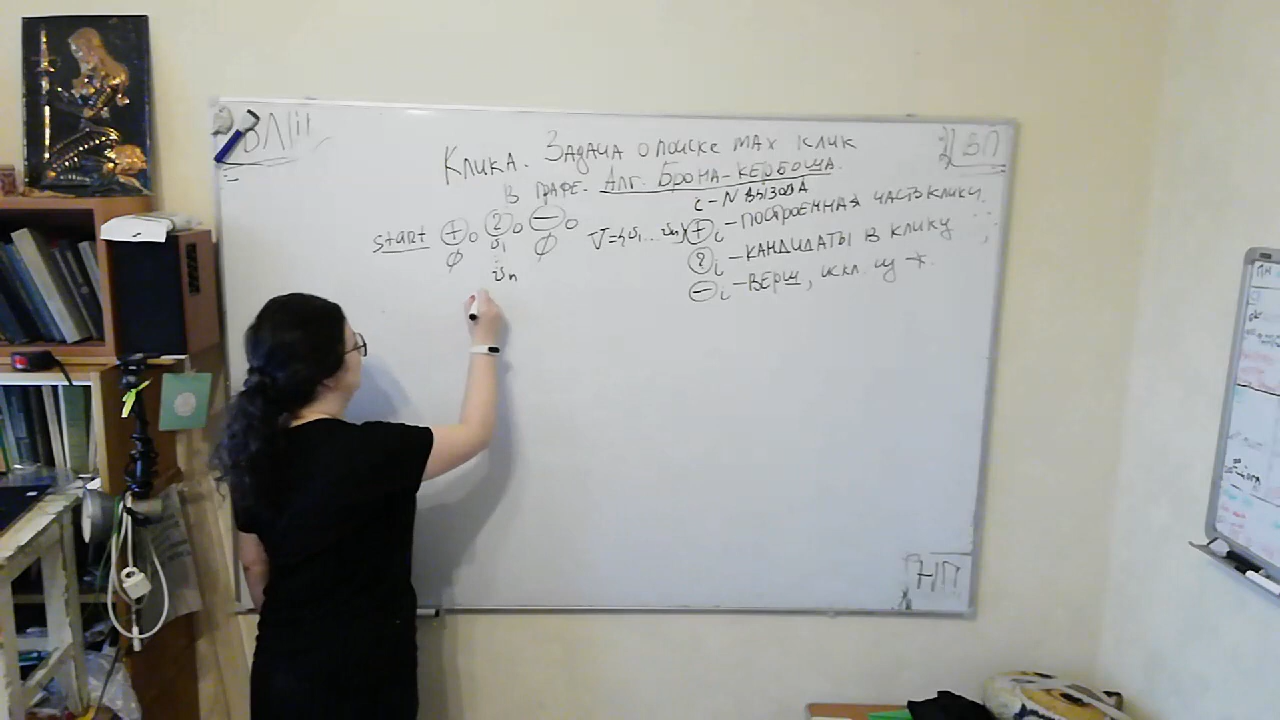 Клика. Задача о поиске max клик
в графе. Алг. Брона-Кербоша.
i - N вызова
start +₀ ?₀ −₀ V={v₁...vₙ} +ᵢ - построенная часть клики
∅ v₁ ∅ ?ᵢ - кандидаты в клику
: vₙ −ᵢ - верш, искл. из *.
ВП
НП